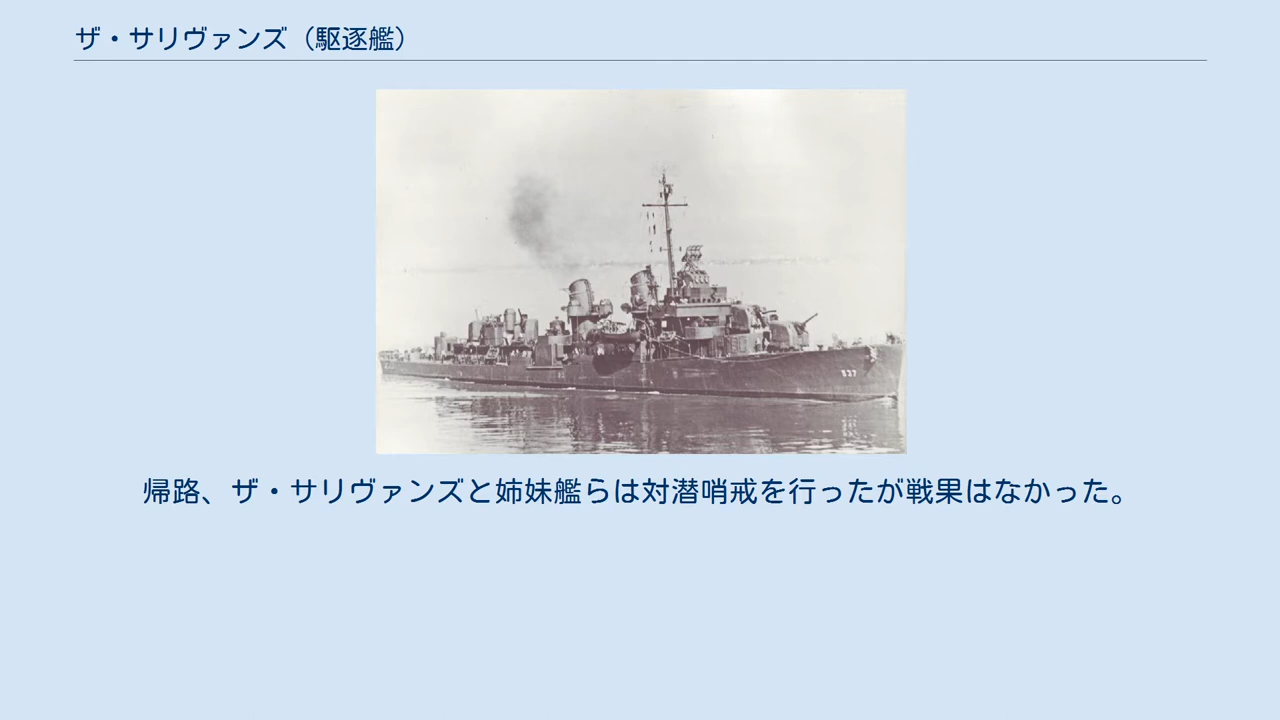 ザ・サリヴァンズ（駆逐艦）
537
帰路、ザ・サリヴァンズと姉妹艦らは対潜哨戒を行ったが戦果はなかった。